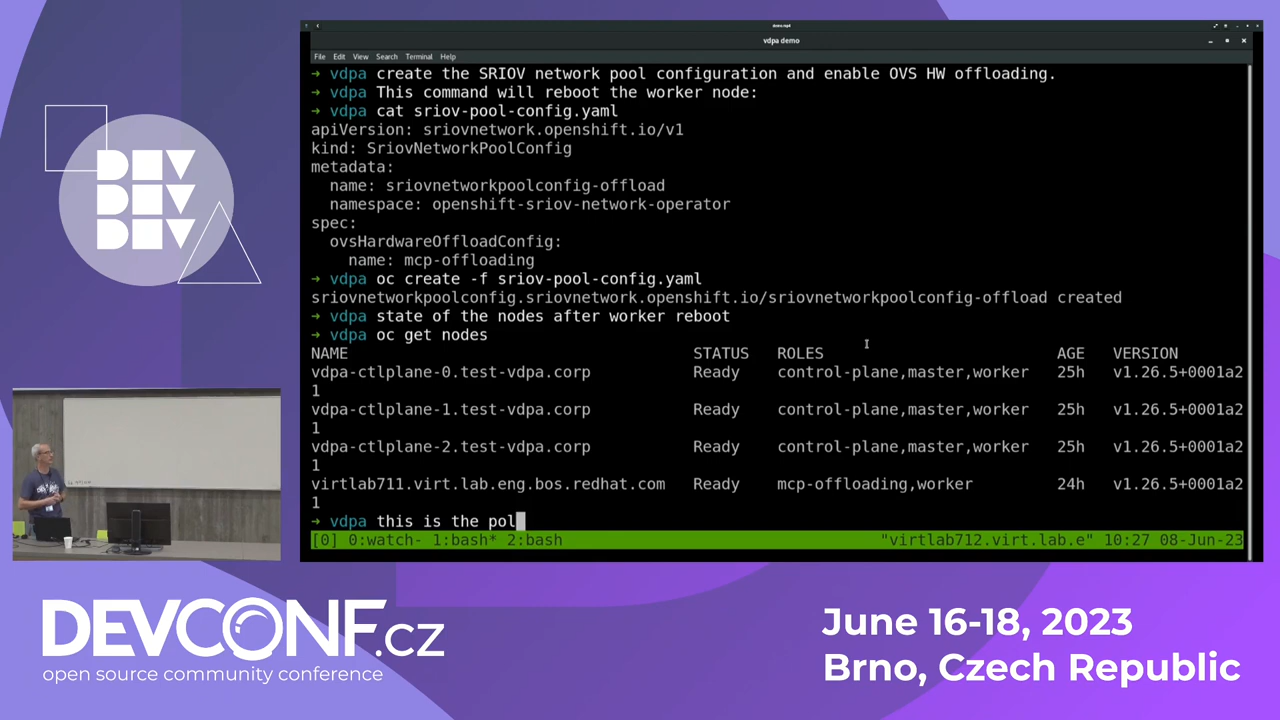 vdpa demo
File Edit View Search Terminal Help
→ vdpa create the SRIOV network pool configuration and enable OVS HW offloading.
→ vdpa This command will reboot the worker node:
→ vdpa cat sriov-pool-config.yaml
apiVersion: sriovnetwork.openshift.io/v1
kind: SriovNetworkPoolConfig
metadata:
name: sriovnetworkpoolconfig-offload
namespace: openshift-sriov-network-operator
spec:
ovsHardwareOffloadConfig:
name: mcp-offloading
→ vdpa oc create -f sriov-pool-config.yaml
sriovnetworkpoolconfig.sriovnetwork.openshift.io/sriovnetworkpoolconfig-offload created
→ vdpa state of the nodes after worker reboot
→ vdpa oc get nodes
NAME STATUS ROLES AGE VERSION
vdpa-ctlplane-0.test-vdpa.corp Ready control-plane,master,worker 25h v1.26.5+0001a2
1
vdpa-ctlplane-1.test-vdpa.corp Ready control-plane,master,worker 25h v1.26.5+0001a2
1
vdpa-ctlplane-2.test-vdpa.corp Ready control-plane,master,worker 25h v1.26.5+0001a2
1
virtlab711.virt.lab.eng.bos.redhat.com Ready mcp-offloading,worker 24h v1.26.5+0001a2
1
→ vdpa this is the pol
[0] 0:watch- 1:bash* 2:bash "virtlab712.virt.lab.e" 10:27 08-Jun-23
DEV
DEV
DEV
DEVCONF.cz
open source community conference
June 16-18, 2023
Brno, Czech Republic